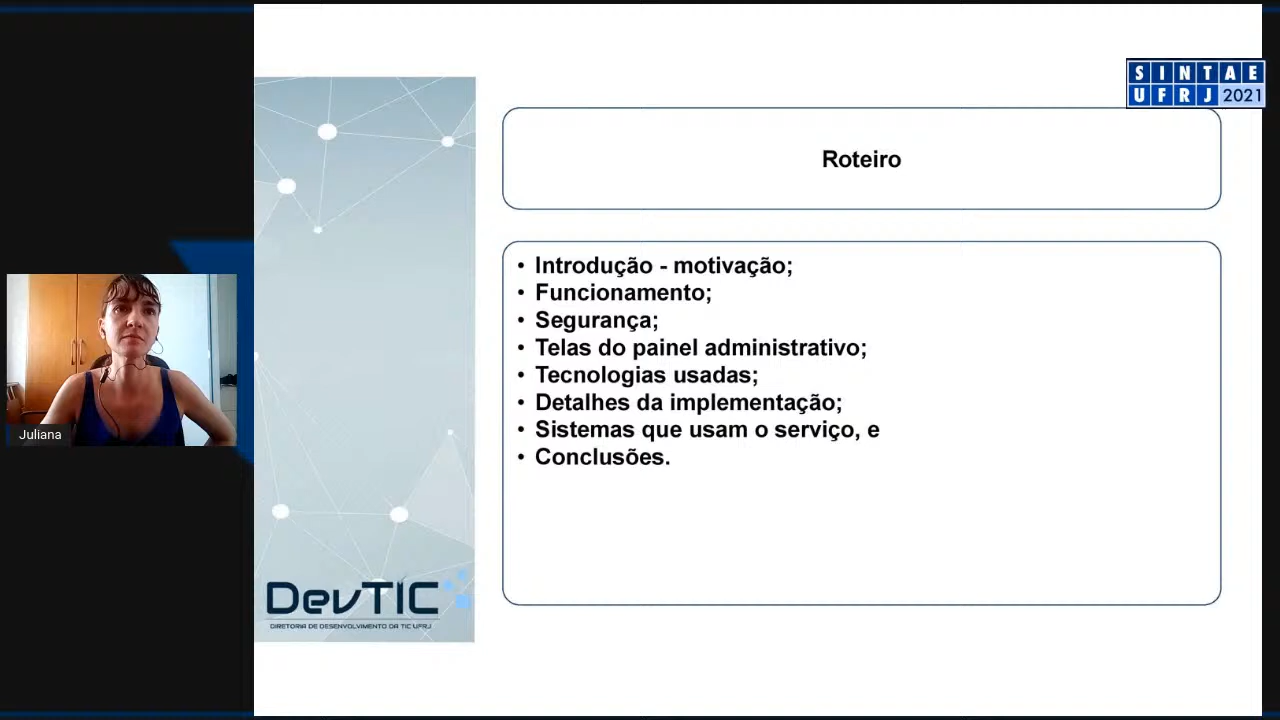 SINTAE
UFRJ 2021
Roteiro
• Introdução - motivação;
• Funcionamento;
• Segurança;
• Telas do painel administrativo;
• Tecnologias usadas;
• Detalhes da implementação;
• Sistemas que usam o serviço, e
• Conclusões.
Juliana
DevTIC
DIRETORIA DE DESENVOLVIMENTO DA TIC UFRJ